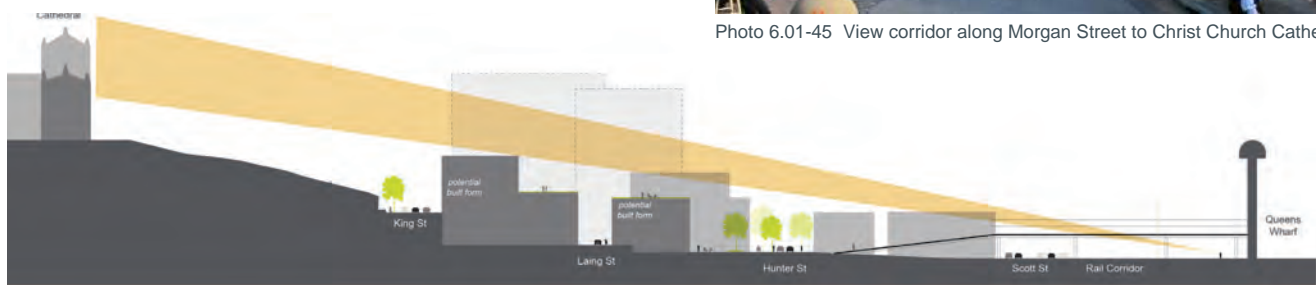 Photo 6.01-45 View corridor along Morgan Street to Christ Church
Cathedral
potential
built form
potential
built form
King St
Laing St
Hunter St
Scott St
Rail Corridor
Queens
Wharf